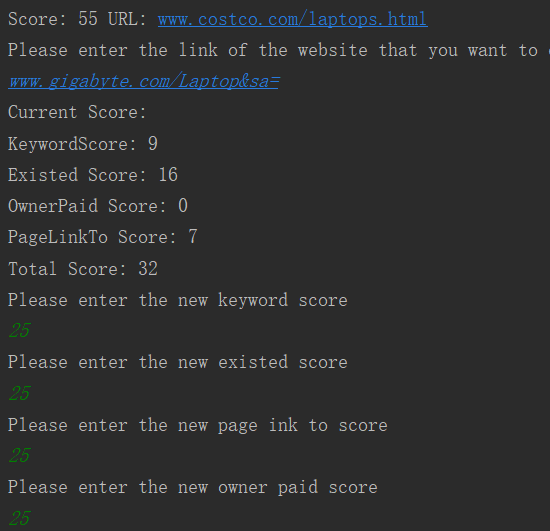 Score: 55 URL: www.costco.com/laptops.html
Please enter the link of the website that you want to
www.gigabyte.com/Laptop&sa=
Current Score:
KeywordScore: 9
Existed Score: 16
OwnerPaid Score: 0
PageLinkTo Score: 7
Total Score: 32
Please enter the new keyword score
25
Please enter the new existed score
25
Please enter the new page ink to score
25
Please enter the new owner paid score
25